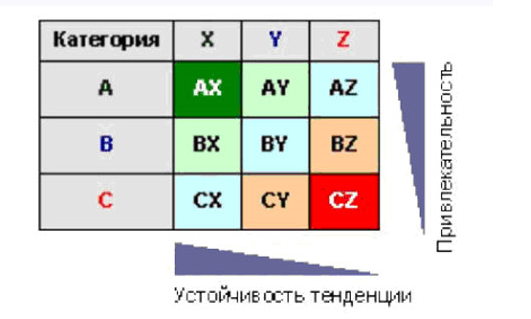 Категория X Y Z
A AX AY AZ
B BX BY BZ
C CX CY CZ
Привлекательность
Устойчивость тенденции